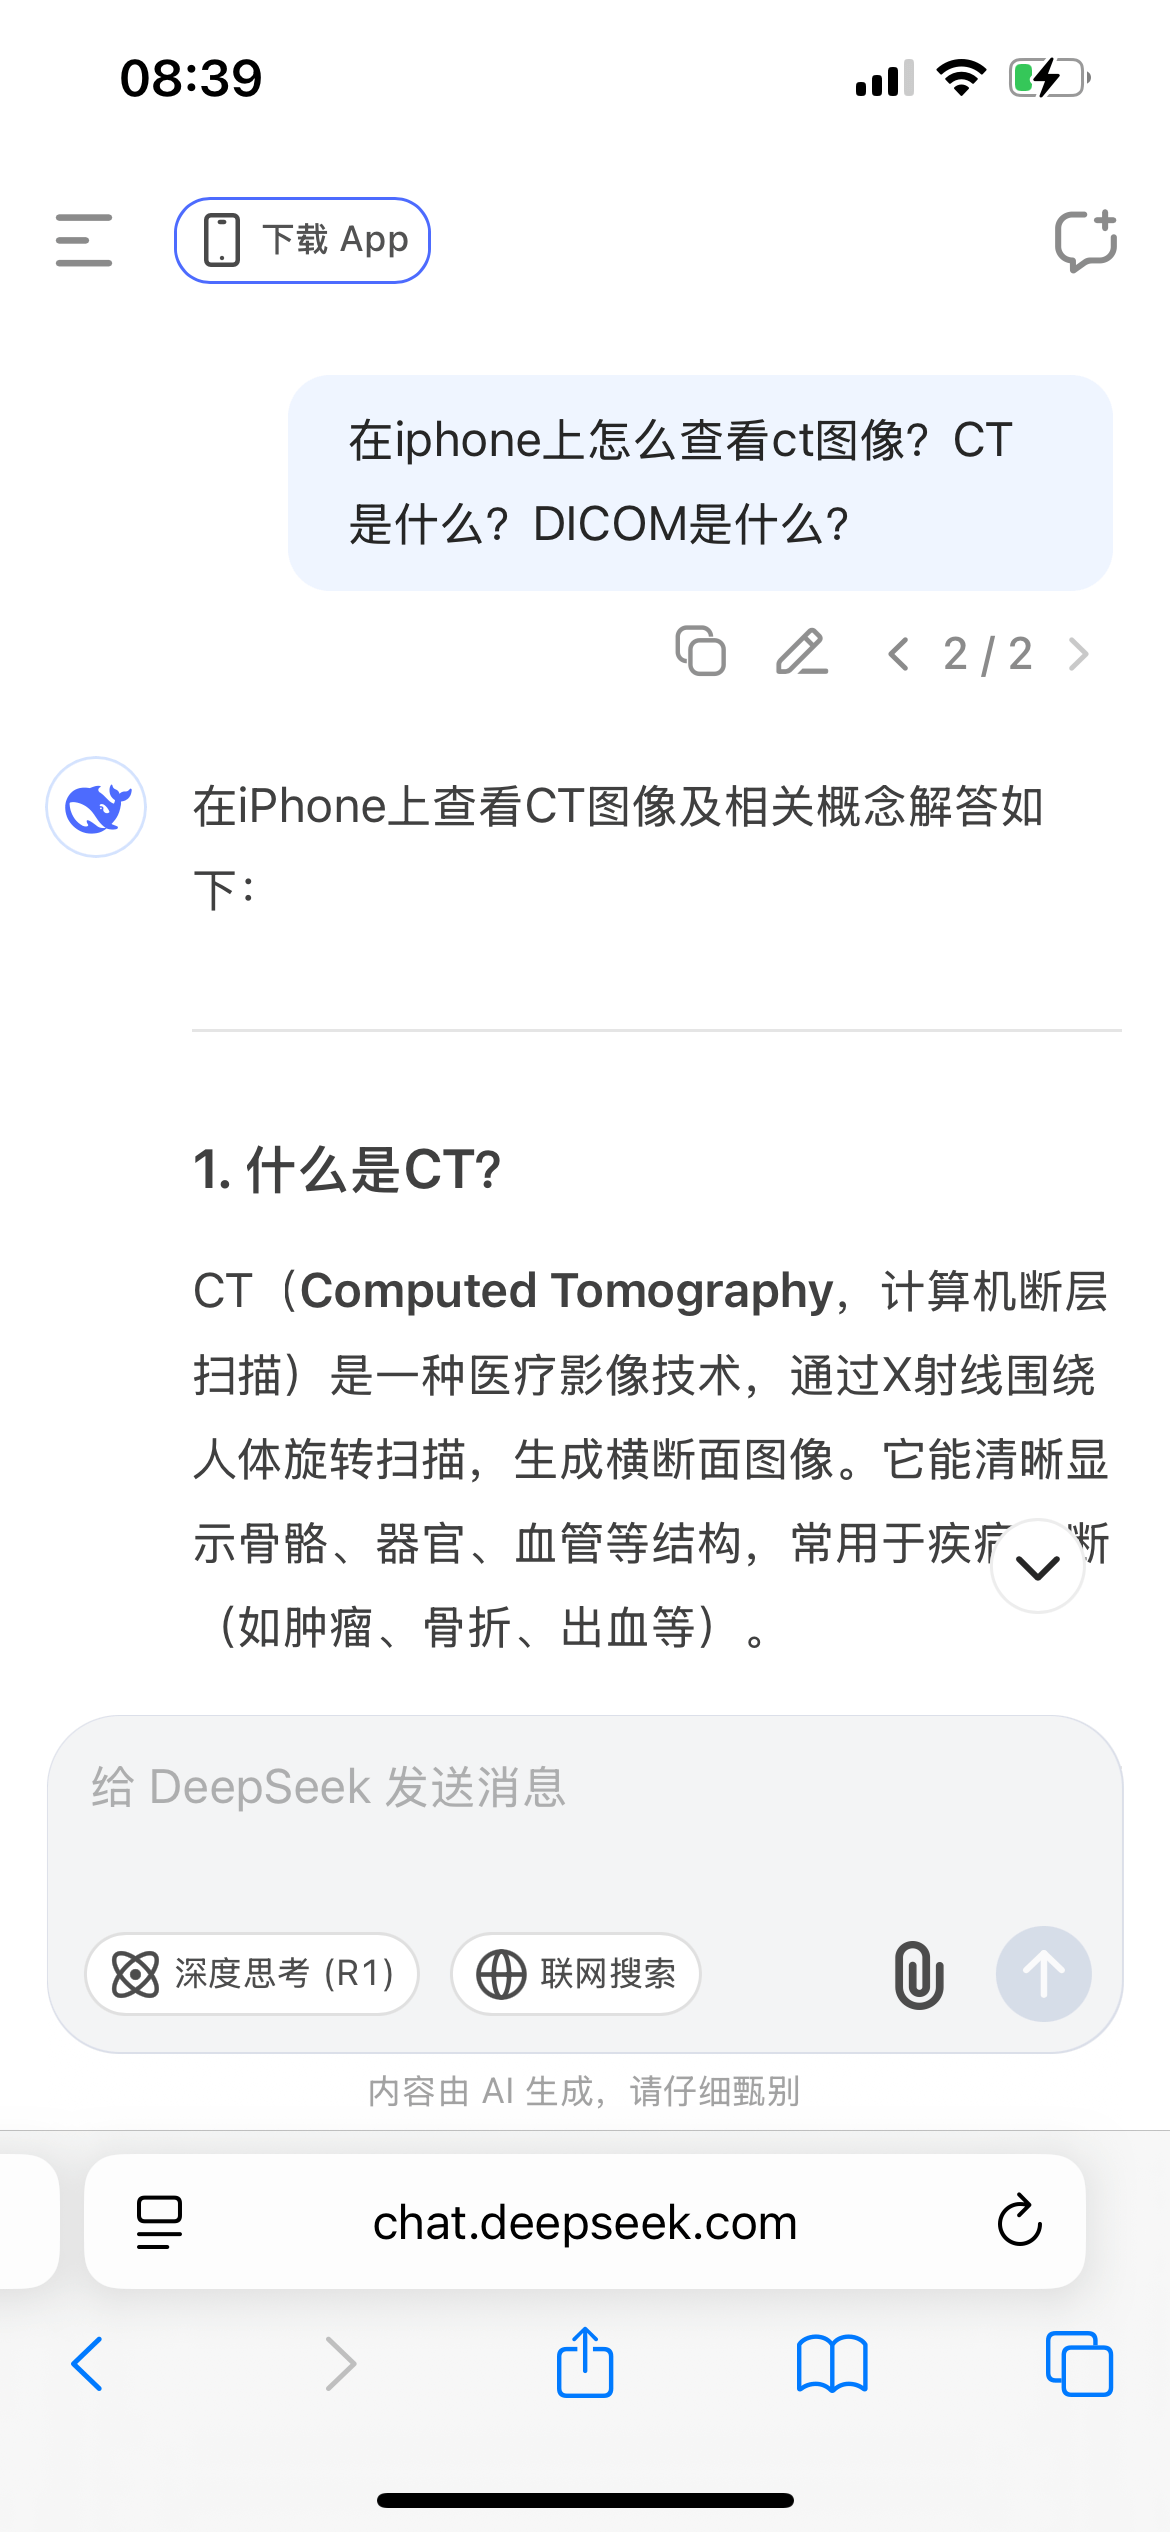 08:39
下载 App
在iphone上怎么查看ct图像？CT
是什么？DICOM是什么？
2 / 2
在iPhone上查看CT图像及相关概念解答如
下：
1. 什么是CT？
CT（Computed Tomography，计算机断层
扫描）是一种医疗影像技术，通过X射线围绕
人体旋转扫描，生成横断面图像。它能清晰显
示骨骼、器官、血管等结构，常用于疾病 断
（如肿瘤、骨折、出血等）。
给 DeepSeek 发送消息
深度思考 (R1)
联网搜索
内容由 AI 生成，请仔细甄别
chat.deepseek.com